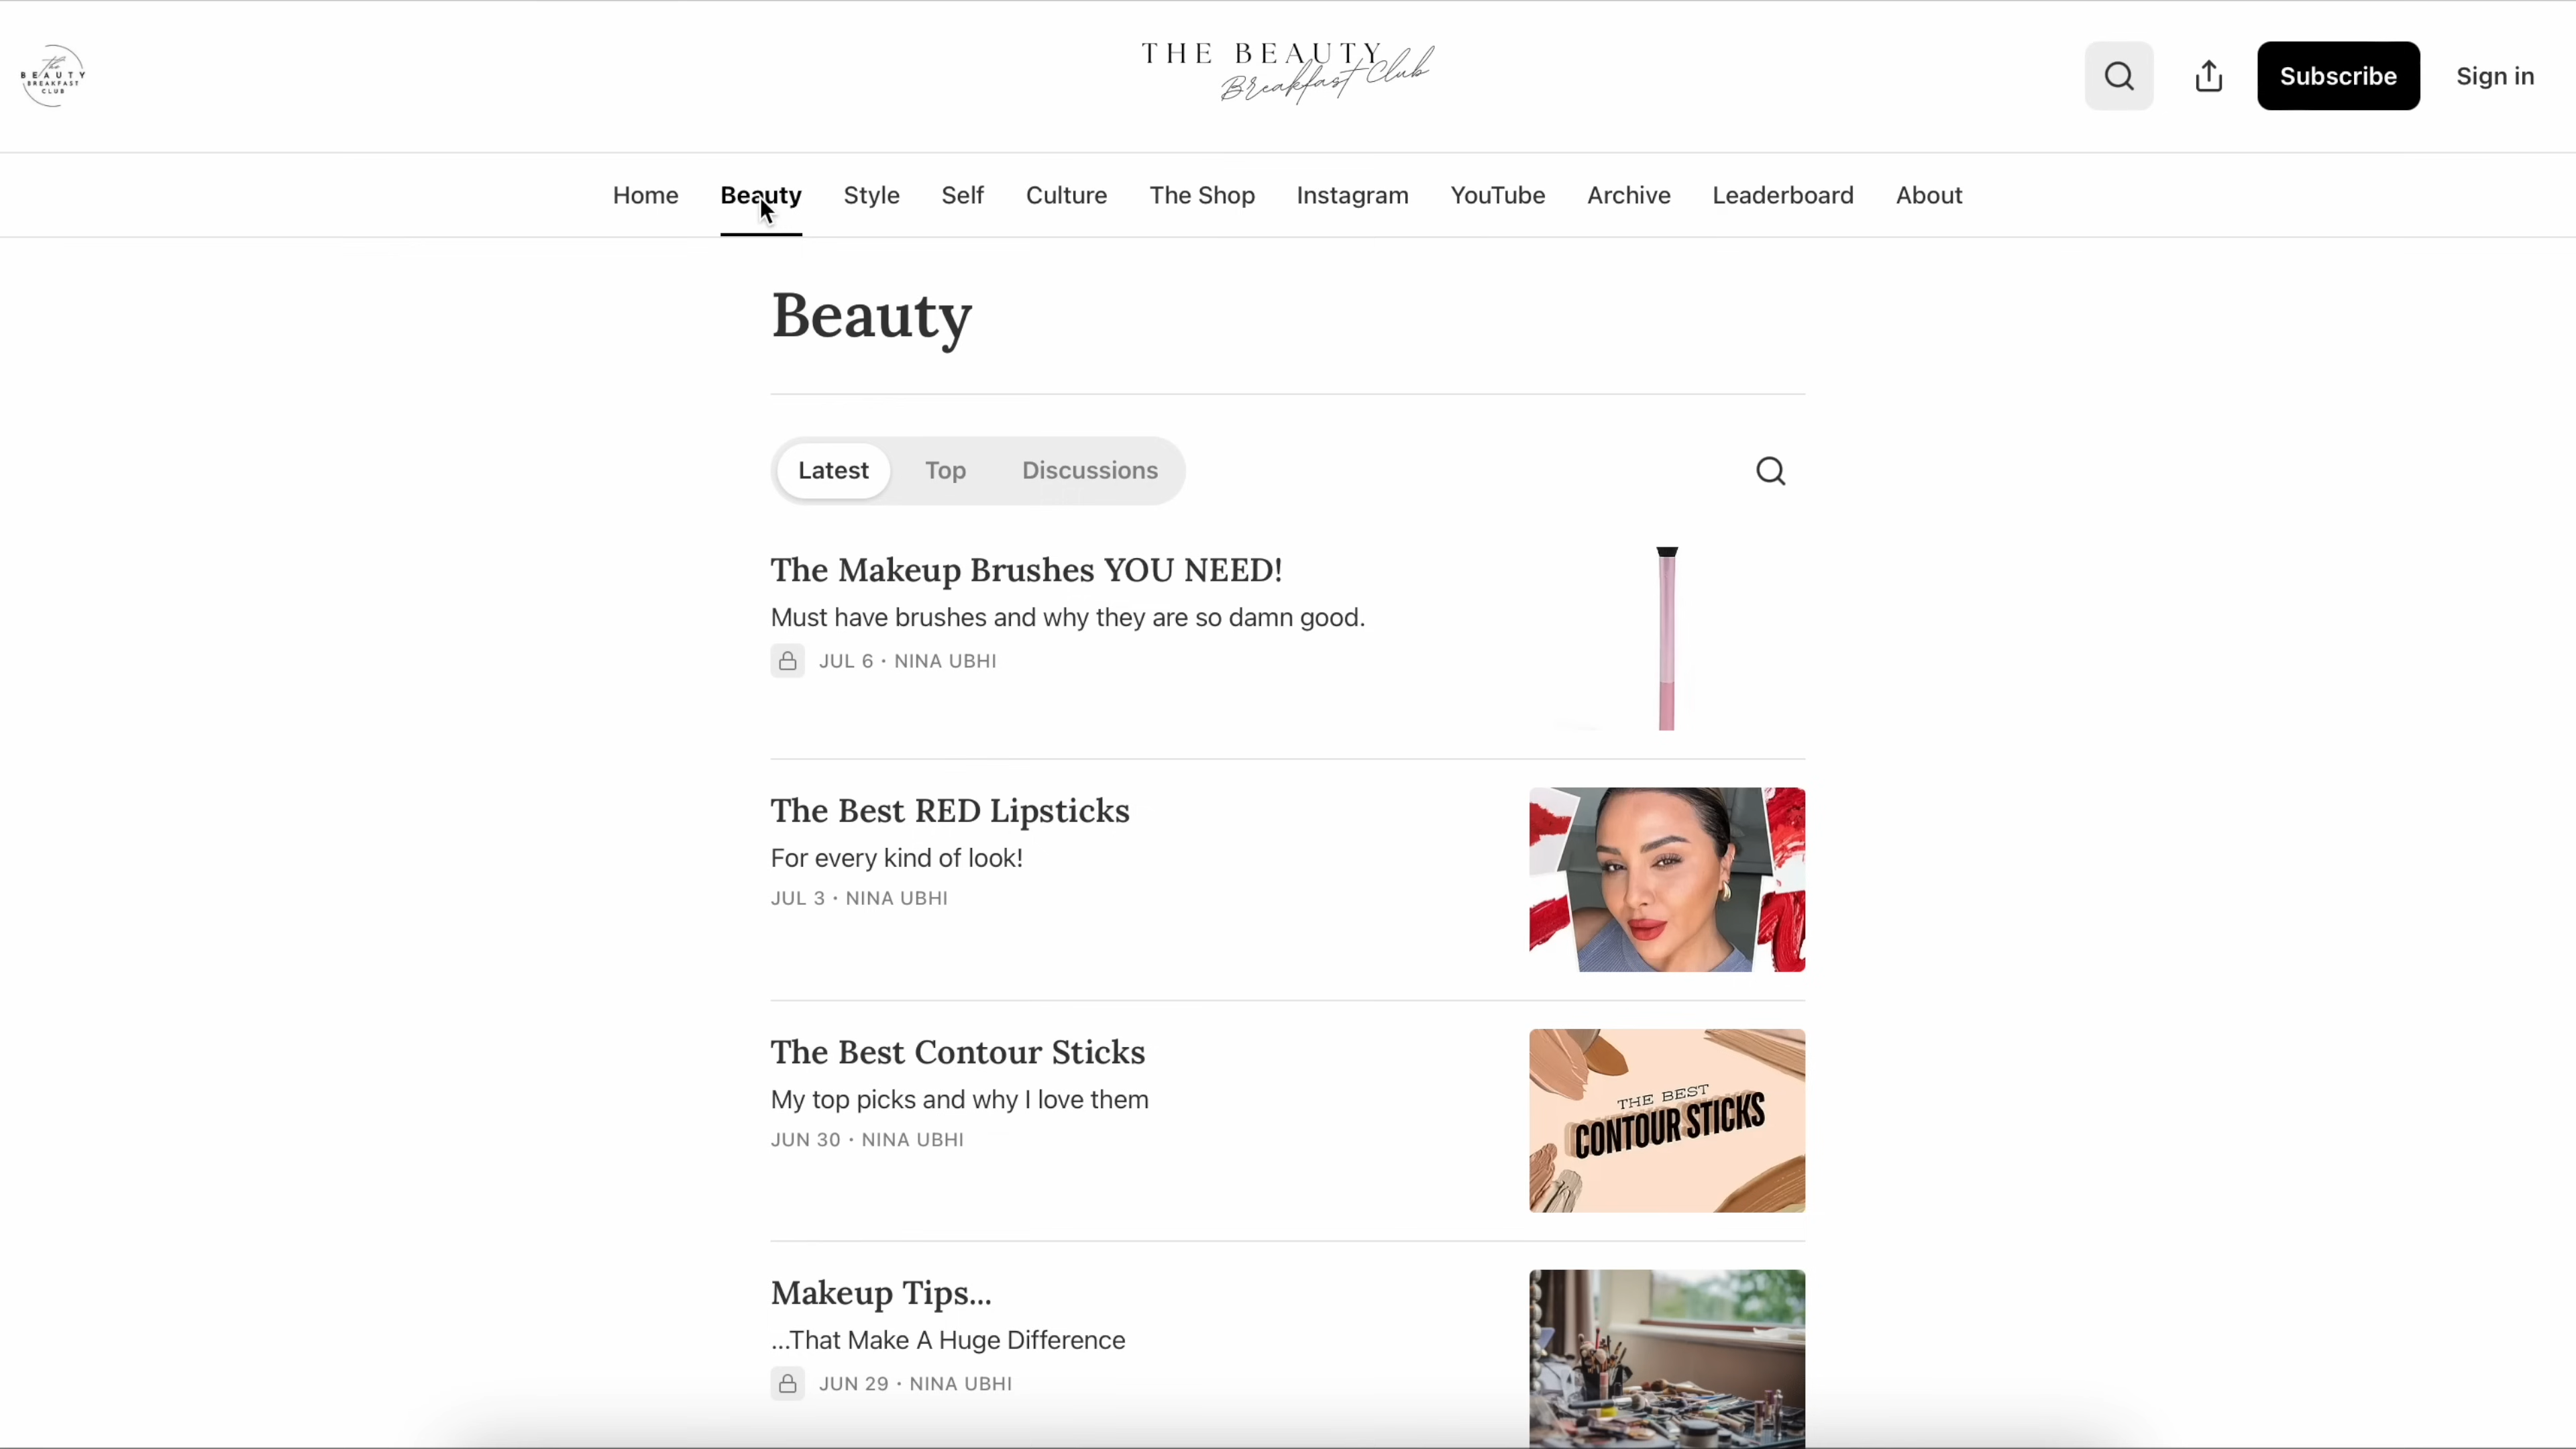 the
BEAUTY
BREAKFAST
CLUB
THE BEAUTY
Breakfast Club
Subscribe
Sign in
Home
Beauty
Style
Self
Culture
The Shop
Instagram
YouTube
Archive
Leaderboard
About
Beauty
Latest
Top
Discussions
The Makeup Brushes YOU NEED!
Must have brushes and why they are so damn good.
JUL 6 • NINA UBHI
The Best RED Lipsticks
For every kind of look!
JUL 3 • NINA UBHI
The Best Contour Sticks
My top picks and why I love them
JUN 30 • NINA UBHI
THE BEST
CONTOUR STICKS
Makeup Tips...
...That Make A Huge Difference
JUN 29 • NINA UBHI